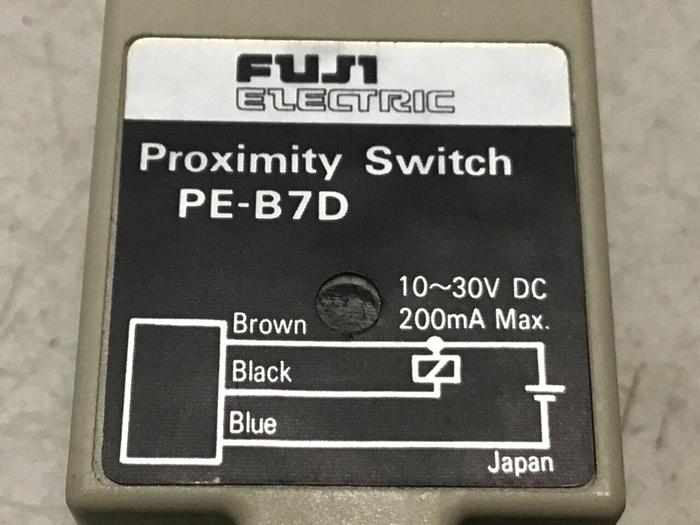 FUJI
ELECTRIC
Proximity Switch
PE-B7D
10～30V DC
200mA Max.
Brown
Black
Blue
Japan